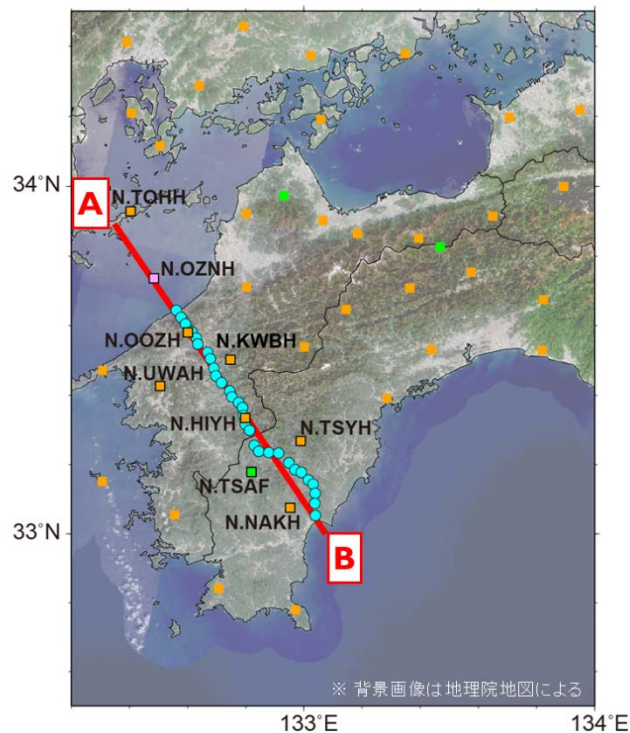 34°N
A
N.TOHH
N.OZNH
N.OOZH
N.KWBH
N.UWAH
N.HIYH
N.TSYH
N.TSAF
33°N
N.NAKH
B
※ 背景画像は地理院地図による
133°E
134°E